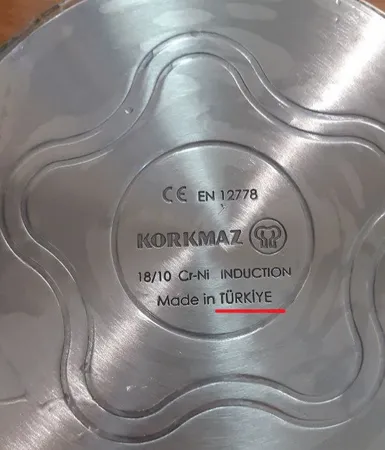 CE EN 12778
KORKMAZ
18/10 Cr-Ni INDUCTION
Made in TÜRKİYE